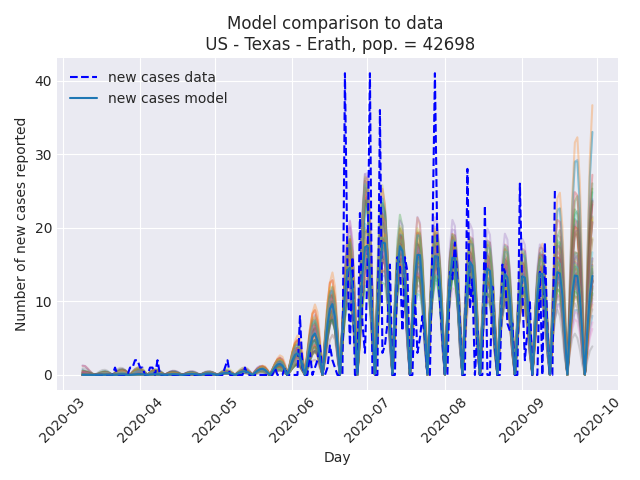 Model comparison to data
US - Texas - Erath, pop. = 42698
new cases data
new cases model
Number of new cases reported
40
30
20
10
0
2020-03
2020-04
2020-05
2020-06
2020-07
2020-08
2020-09
2020-10
Day